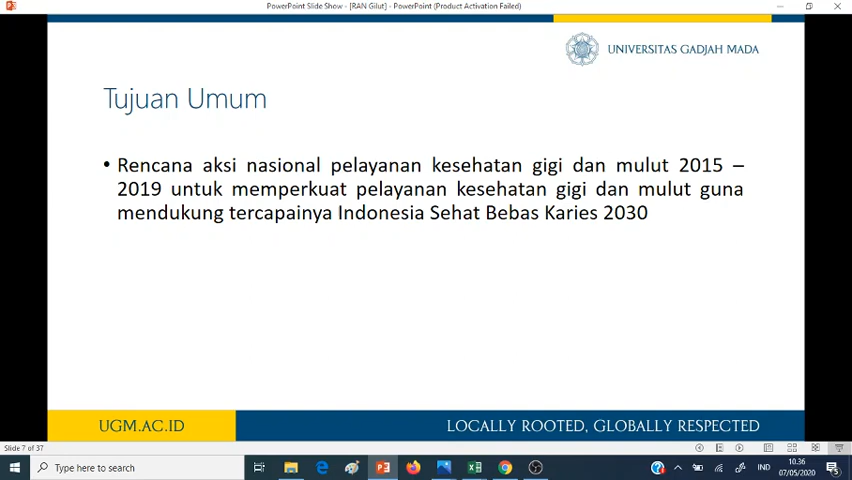 PowerPoint Slide Show - [RAN Gilut] - PowerPoint (Product Activation Failed)
UNIVERSITAS GADJAH MADA
Tujuan Umum
• Rencana aksi nasional pelayanan kesehatan gigi dan mulut 2015 –
2019 untuk memperkuat pelayanan kesehatan gigi dan mulut guna
mendukung tercapainya Indonesia Sehat Bebas Karies 2030
UGM.AC.ID
LOCALLY ROOTED, GLOBALLY RESPECTED
Slide 7 of 37
Type here to search
IND
10.36
07/05/2020
5